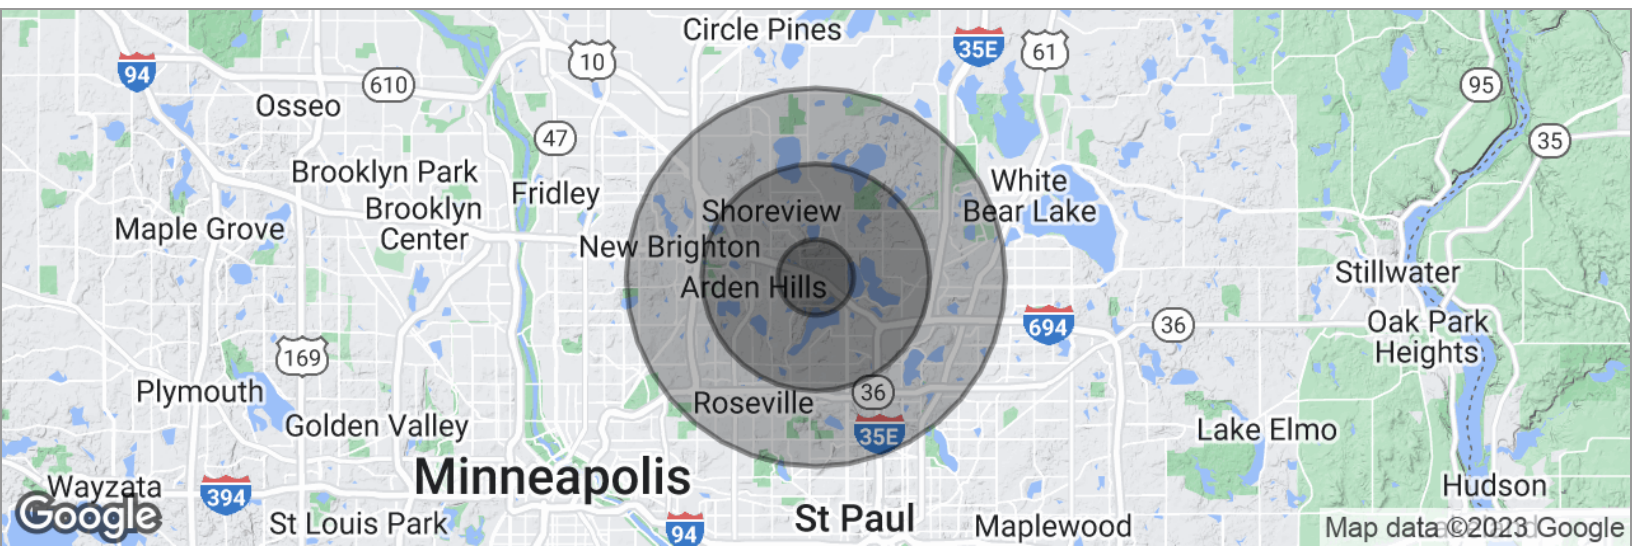 Circle Pines
35E
61
94
10
610
95
Osseo
47
35
Brooklyn Park
Fridley
White
Bear Lake
Brooklyn
Center
Shoreview
Maple Grove
New Brighton
Arden Hills
Stillwater
694
36
Oak Park
Heights
169
Plymouth
36
Roseville
Golden Valley
35E
Lake Elmo
Minneapolis
Wayzata
394
Hudson
Google
St Louis Park
94
St Paul
Maplewood
Map data ©2023 Google